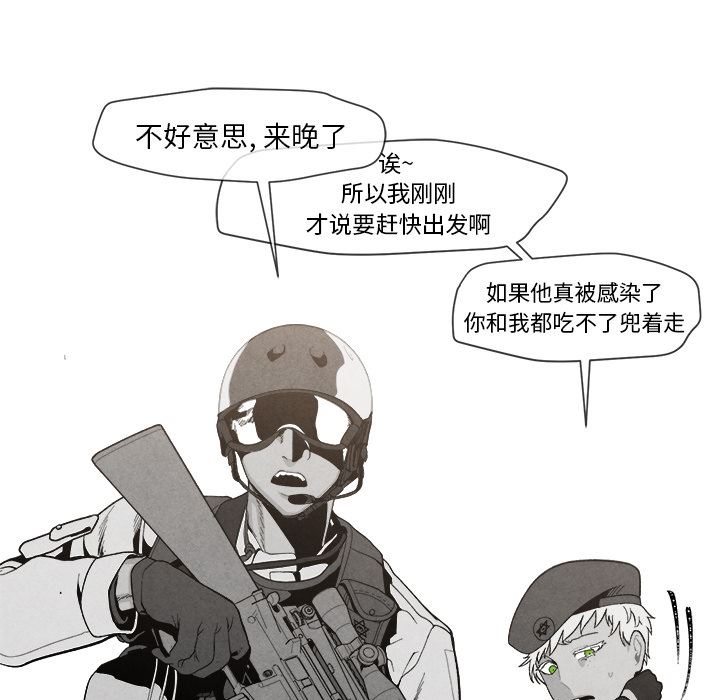 不好意思, 来晚了
诶~
所以我刚刚
才说要赶快出发啊
如果他真被感染了
你和我都吃不了兜着走